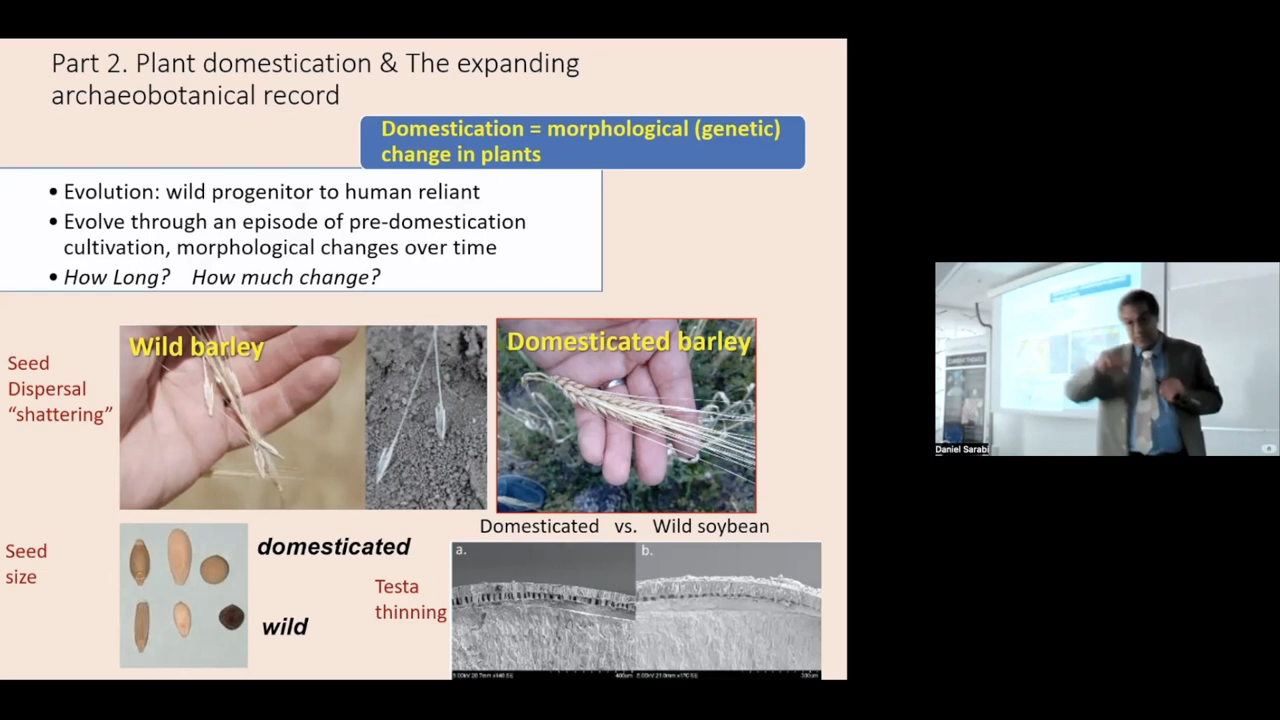 Part 2. Plant domestication & The expanding
archaeobotanical record
Domestication = morphological (genetic)
change in plants
• Evolution: wild progenitor to human reliant
• Evolve through an episode of pre-domestication
cultivation, morphological changes over time
• How Long? How much change?
Seed
Dispersal
“shattering”
Wild barley
Domesticated barley
Seed
size
domesticated
wild
Domesticated vs. Wild soybean
Testa
thinning
a.
b.
Daniel Sarabi